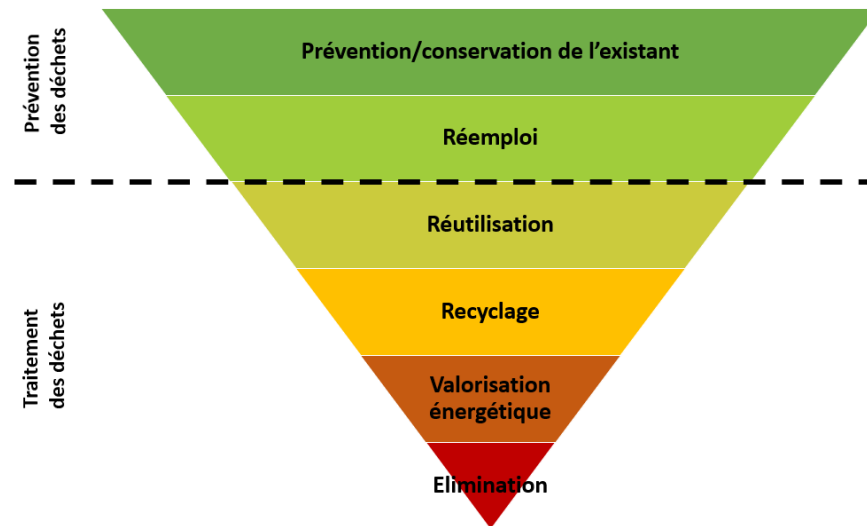 Prévention
des déchets
Prévention/conservation de l'existant
Réemploi
Traitement
des déchets
Réutilisation
Recyclage
Valorisation
énergétique
Elimination